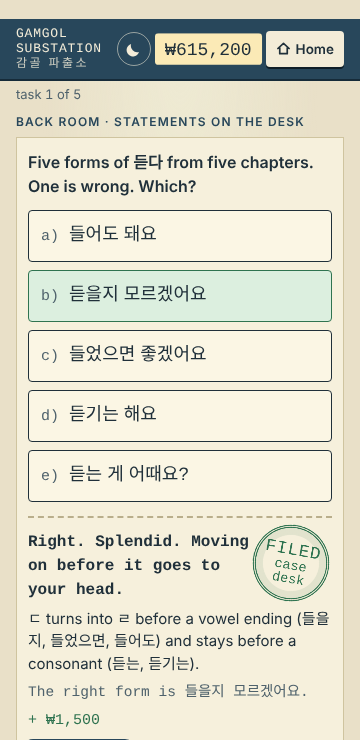 GAMGOL
SUBSTATION
감골 파출소
₩615,200
Home
task 1 of 5
BACK ROOM · STATEMENTS ON THE DESK
Five forms of 듣다 from five chapters.
One is wrong. Which?
a) 들어도 돼요
b) 듣을지 모르겠어요
c) 들었으면 좋겠어요
d) 듣기는 해요
e) 듣는 게 어때요?
Right. Splendid. Moving
on before it goes to
your head.
FILED
case
desk
ㄷ turns into ㄹ before a vowel ending (들을
지, 들었으면, 들어도) and stays before a
consonant (듣는, 듣기는).
The right form is 들을지 모르겠어요.
+ ₩1,500